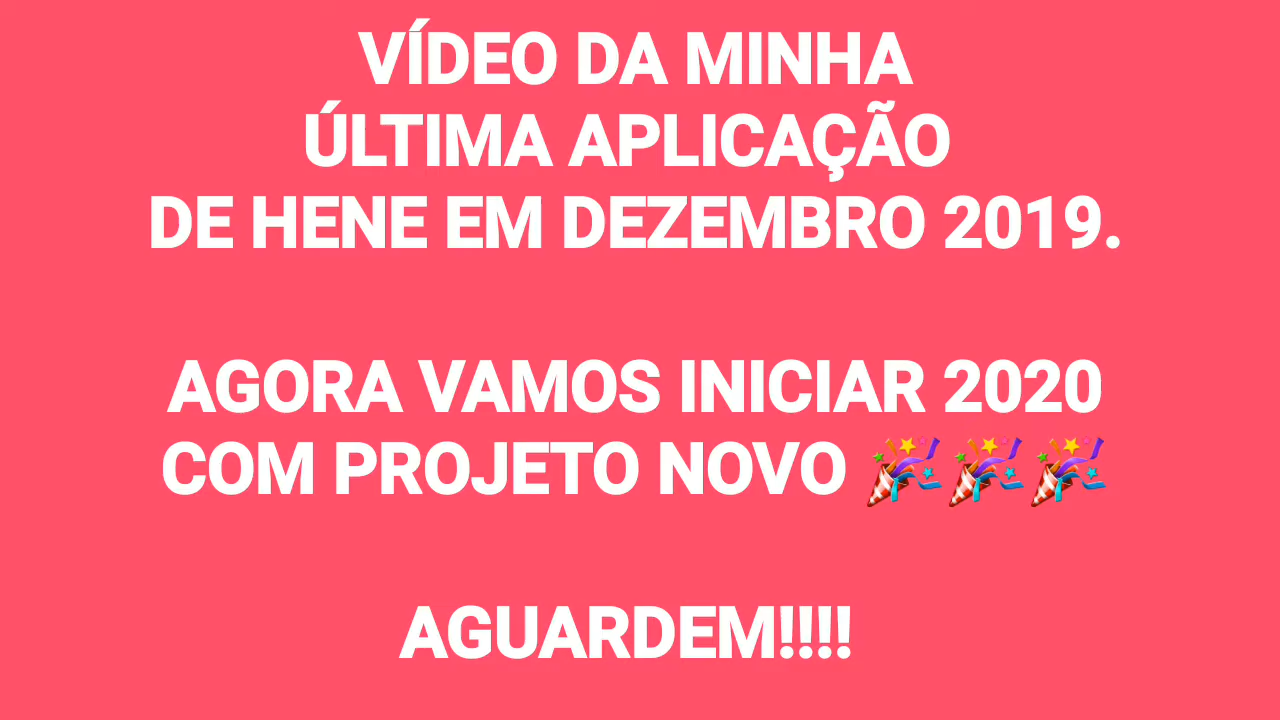 VÍDEO DA MINHA
ÚLTIMA APLICAÇÃO
DE HENE EM DEZEMBRO 2019.
AGORA VAMOS INICIAR 2020
COM PROJETO NOVO 🎉🎉🎉
AGUARDEM!!!!